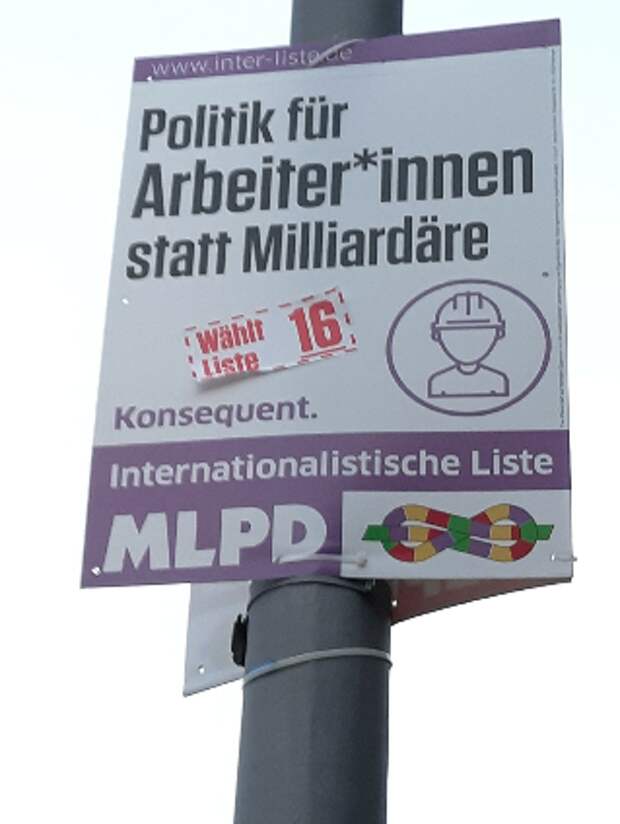 www.inter-liste.de
Politik für
Arbeiter*innen
statt Milliardäre
Wählt
Liste
16
Konsequent.
Internationalistische Liste
MLPD